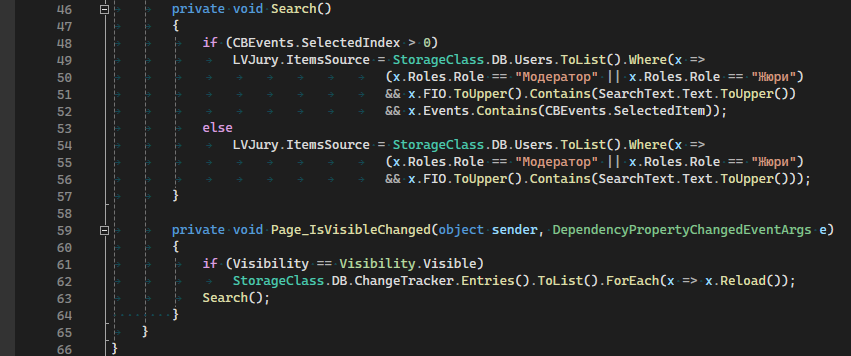 46 private void Search()
47 {
48 if (CBEvents.SelectedIndex > 0)
49 LVJury.ItemsSource = StorageClass.DB.Users.ToList().Where(x =>
50 (x.Roles.Role == "Модератор" || x.Roles.Role == "Жюри")
51 && x.FIO.ToUpper().Contains(SearchText.Text.ToUpper())
52 && x.Events.Contains(CBEvents.SelectedItem));
53 else
54 LVJury.ItemsSource = StorageClass.DB.Users.ToList().Where(x =>
55 (x.Roles.Role == "Модератор" || x.Roles.Role == "Жюри")
56 && x.FIO.ToUpper().Contains(SearchText.Text.ToUpper()));
57 }
58
59 private void Page_IsVisibleChanged(object sender, DependencyPropertyChangedEventArgs e)
60 {
61 if (Visibility == Visibility.Visible)
62 StorageClass.DB.ChangeTracker.Entries().ToList().ForEach(x => x.Reload());
63 Search();
64 }
65 }
66 }